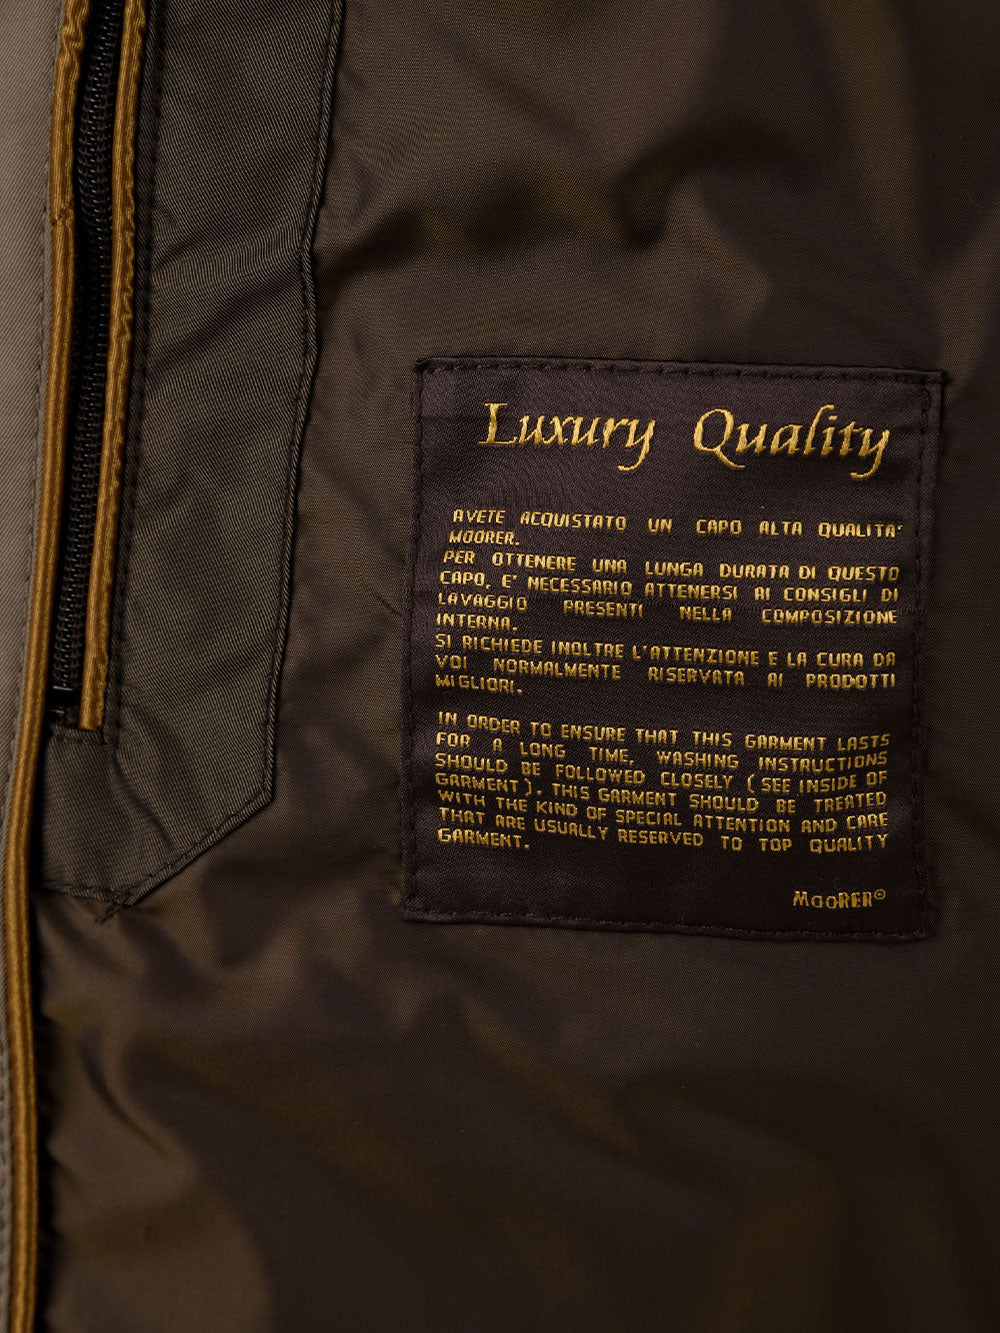 Luxury Quality
AVETE ACQUISTATO UN CAPO ALTA QUALITA'
MOORER.
PER OTTENERE UNA LUNGA DURATA DI QUESTO
CAPO, E' NECESSARIO ATTENERSI AI CONSIGLI DI
LAVAGGIO PRESENTI NELLA COMPOSIZIONE
INTERNA.
SI RICHIEDE INOLTRE L'ATTENZIONE E LA CURA DA
VOI NORMALMENTE RISERVATA AI PRODOTTI
MIGLIORI.
IN ORDER TO ENSURE THAT THIS GARMENT LASTS
FOR A LONG TIME, WASHING INSTRUCTIONS
SHOULD BE FOLLOWED CLOSELY ( SEE INSIDE OF
GARMENT ). THIS GARMENT SHOULD BE TREATED
WITH THE KIND OF SPECIAL ATTENTION AND CARE
THAT ARE USUALLY RESERVED TO TOP QUALITY
GARMENT.
MooRER®